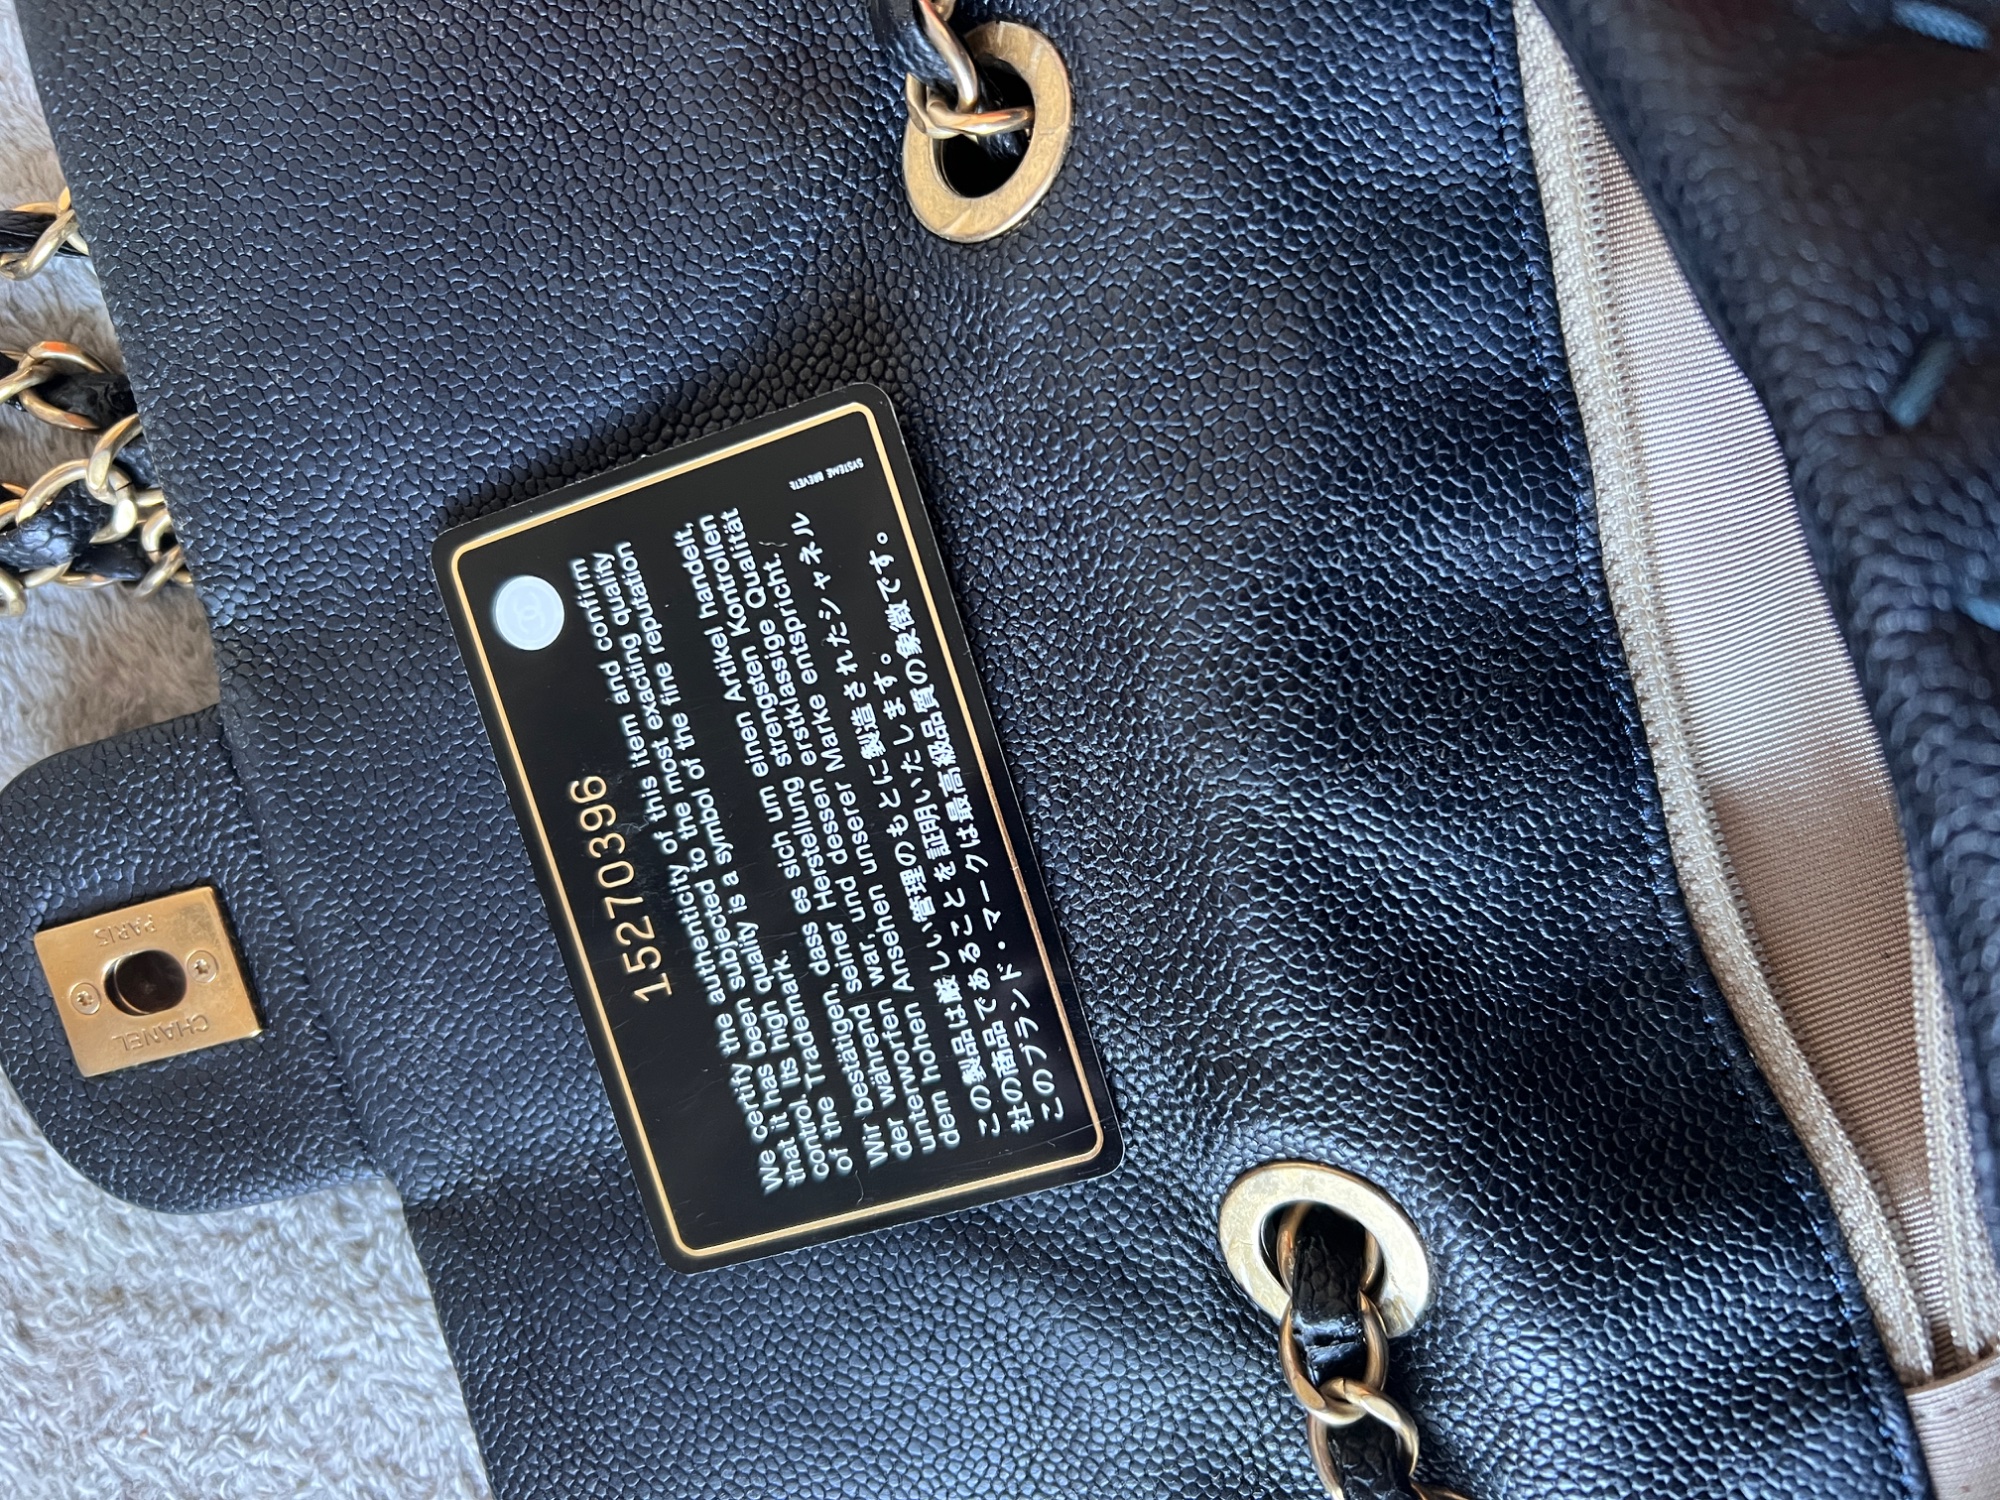 15270396
We certify the authenticity of this item and confirm
that it has been subjected to the most exacting quality
control. Its high quality is a symbol of the fine reputation
of the Trademark.
Wir bestätigen, dass es sich um einen Artikel handelt,
der während seiner Herstellung strengsten Kontrollen
unterworfen war, und dessen erstklassige Qualität
dem hohen Ansehen unserer Marke entspricht.
この製品は厳しい管理のもとに製造されたシャネル
社の商品であることを証明いたします。
このブランド・マークは最高級品質の象徴です。
SYSTEME BREVETE
CHANEL
PARIS